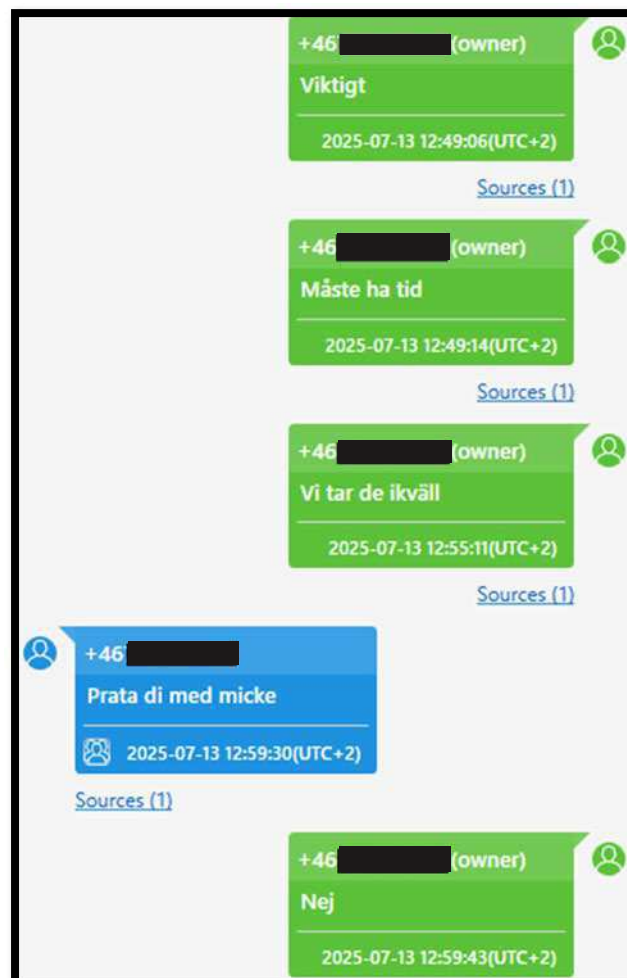 +46 (owner)
Viktigt
2025-07-13 12:49:06(UTC+2)
Sources (1)
+46 (owner)
Måste ha tid
2025-07-13 12:49:14(UTC+2)
Sources (1)
+46 (owner)
Vi tar de ikväll
2025-07-13 12:55:11(UTC+2)
Sources (1)
+46
Prata di med micke
2025-07-13 12:59:30(UTC+2)
Sources (1)
+46 (owner)
Nej
2025-07-13 12:59:43(UTC+2)